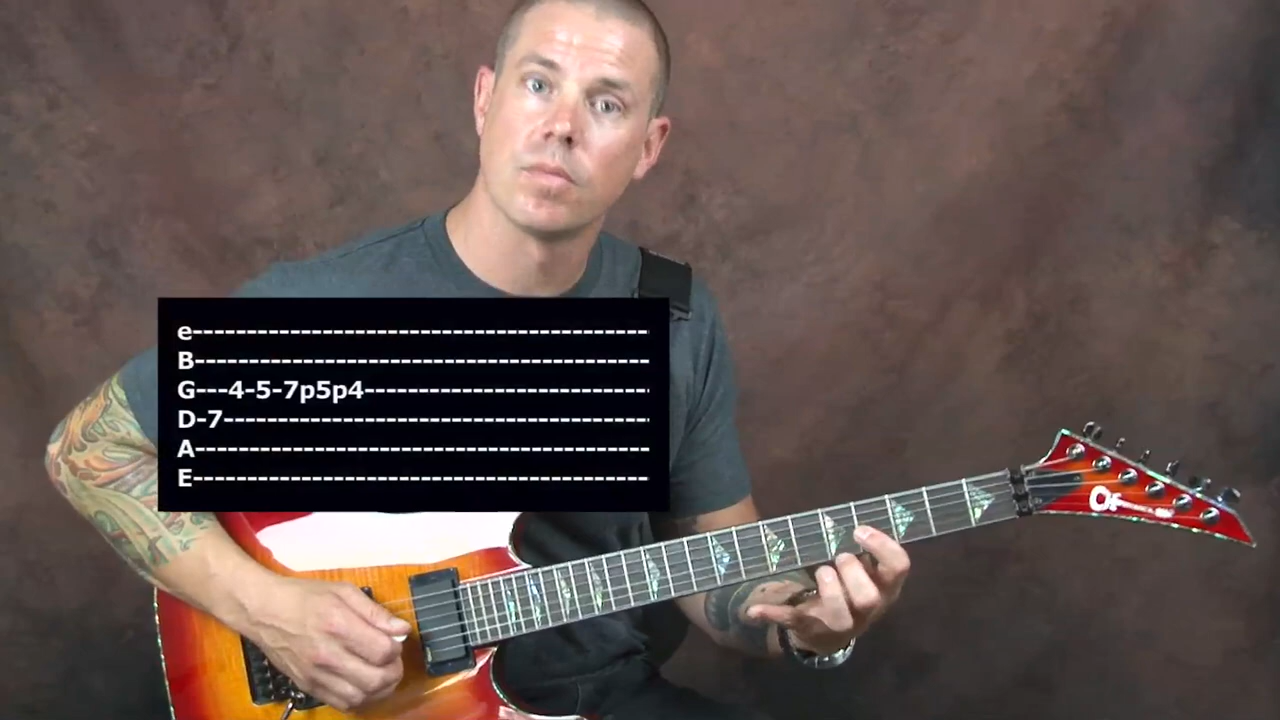 e------------------------------------------
B------------------------------------------
G---4-5-7p5p4--------------------------
D-7---------------------------------------
A------------------------------------------
E------------------------------------------